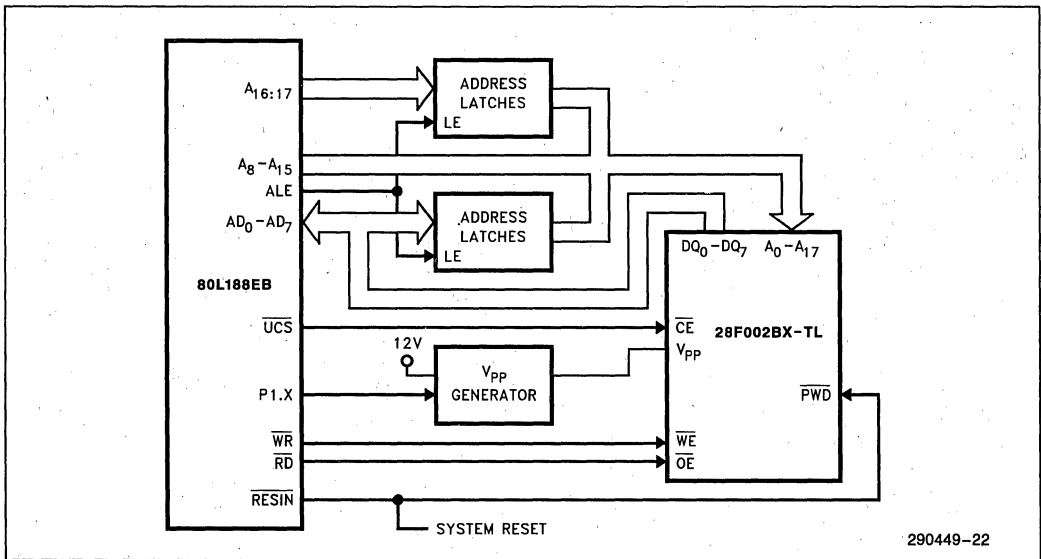 A16:17
ADDRESS
LATCHES
LE
A8–A15
ALE
AD0–AD7
ADDRESS
LATCHES
LE
DQ0–DQ7
A0–A17
80L188EB
UCS
CE
28F002BX-TL
12V
VPP
GENERATOR
VPP
P1.X
PWD
WR
WE
RD
OE
RESIN
SYSTEM RESET
290449-22